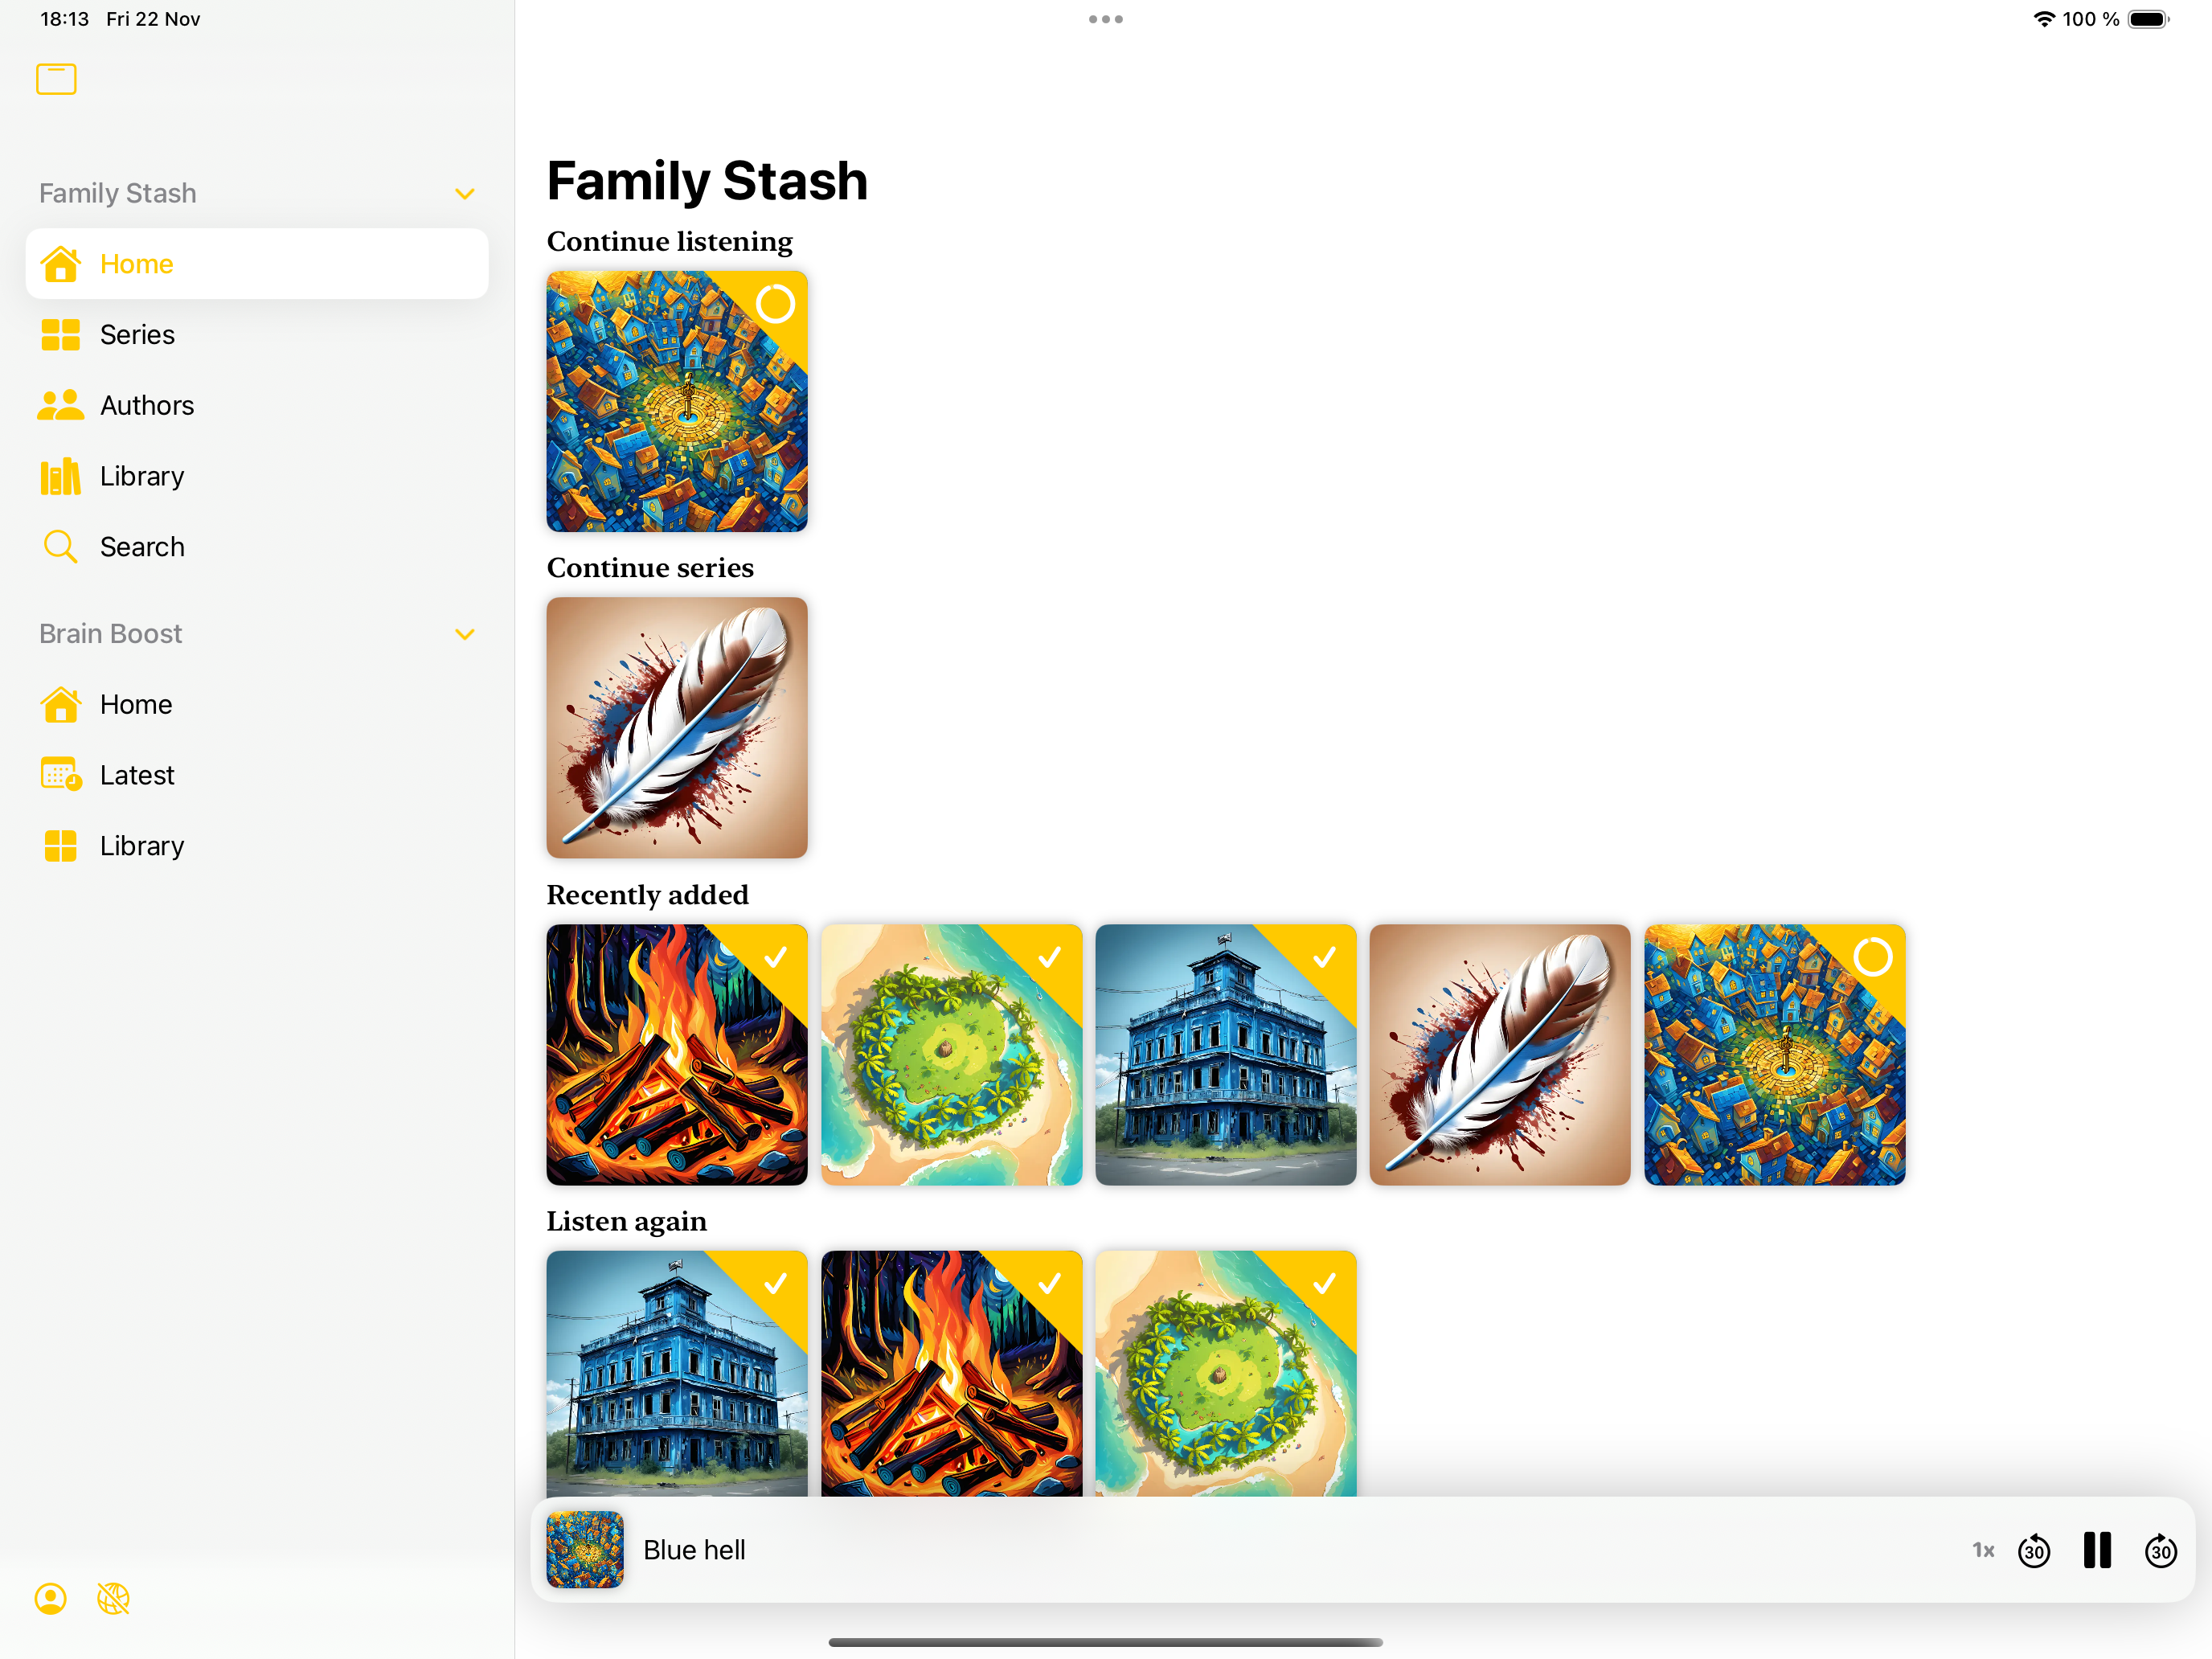 18:13 Fri 22 Nov
100 %
Family Stash
Home
Series
Authors
Library
Search
Brain Boost
Home
Latest
Library
Family Stash
Continue listening
Continue series
Recently added
Listen again
Blue hell
1x
30
30